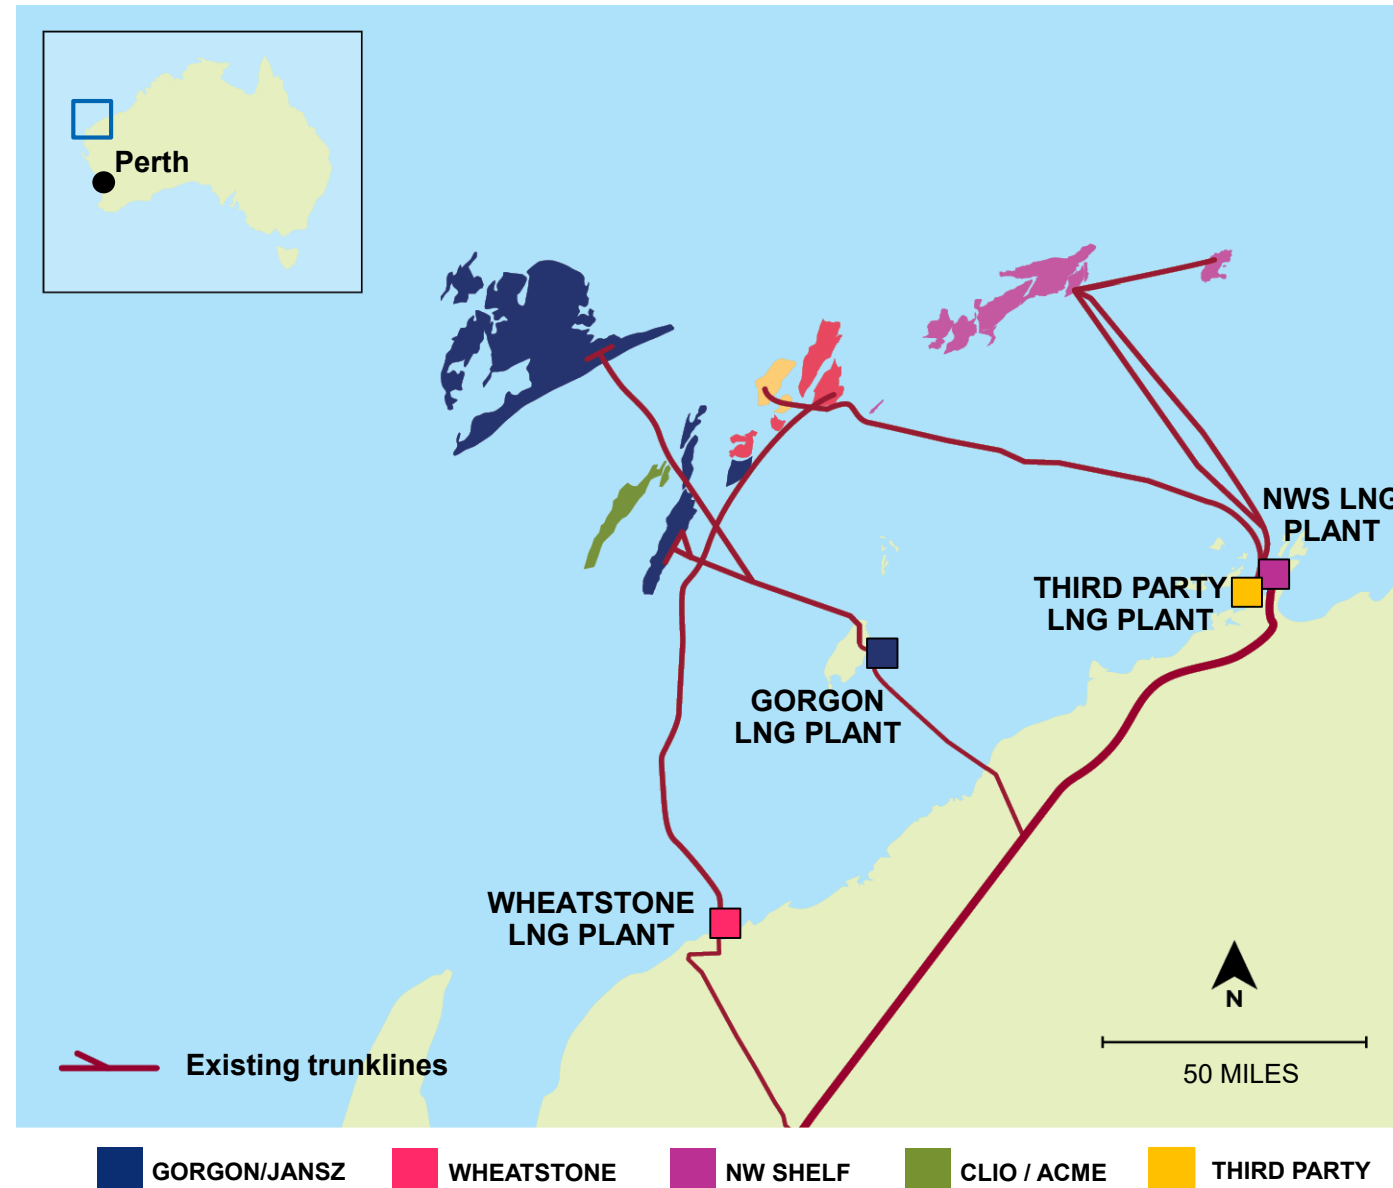 Perth
NWS LNG
PLANT
THIRD PARTY
LNG PLANT
GORGON
LNG PLANT
WHEATSTONE
LNG PLANT
N
50 MILES
Existing trunklines
GORGON/JANSZ
WHEATSTONE
NW SHELF
CLIO / ACME
THIRD PARTY